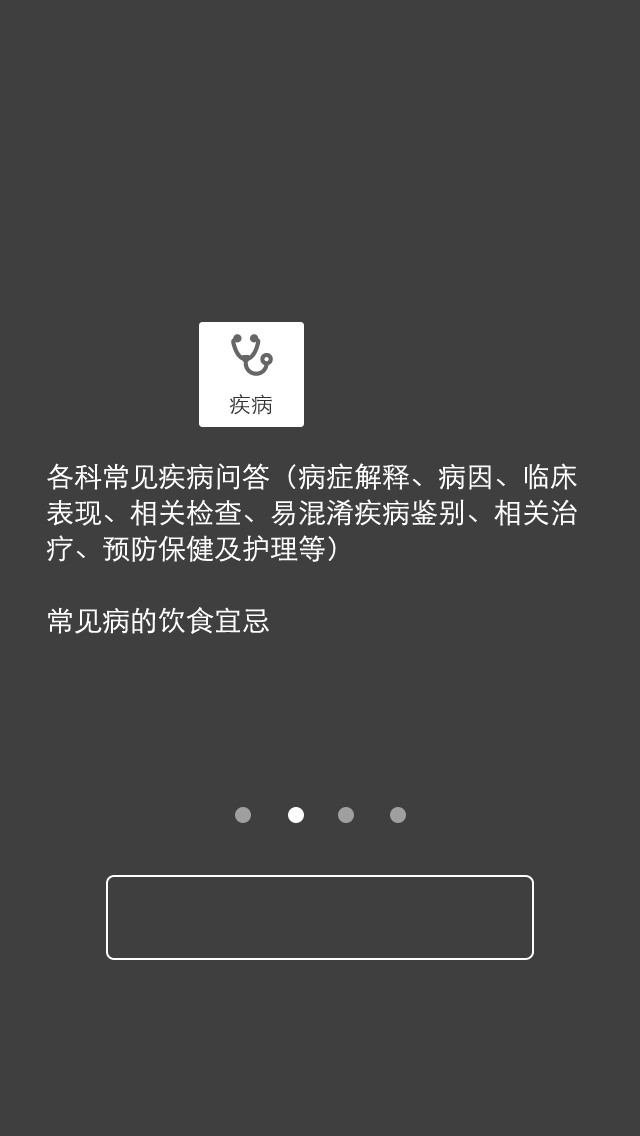 疾病
各科常见疾病问答（病症解释、病因、临床
表现、相关检查、易混淆疾病鉴别、相关治
疗、预防保健及护理等）
常见病的饮食宜忌